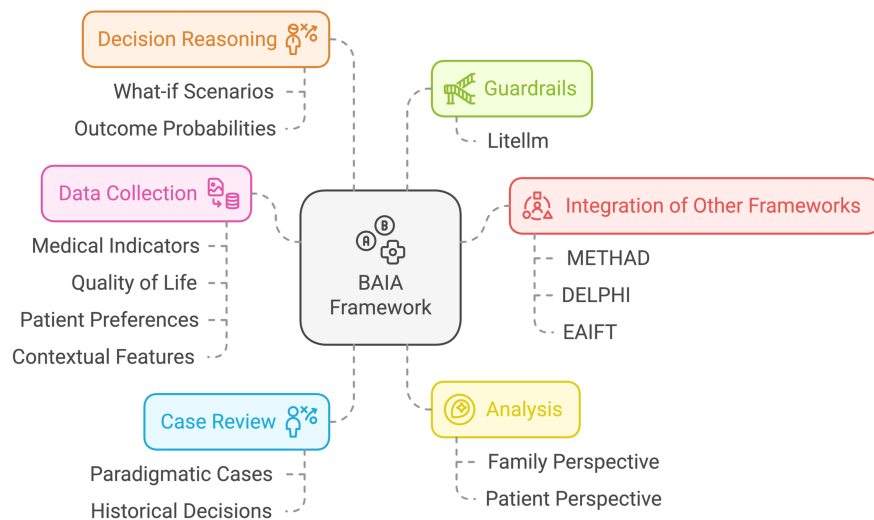 Decision Reasoning
What-if Scenarios
Outcome Probabilities
Guardrails
Litellm
Data Collection
Medical Indicators
Quality of Life
Patient Preferences
Contextual Features
A
B
BAIA
Framework
Integration of Other Frameworks
METHAD
DELPHI
EAIFT
Case Review
Paradigmatic Cases
Historical Decisions
Analysis
Family Perspective
Patient Perspective